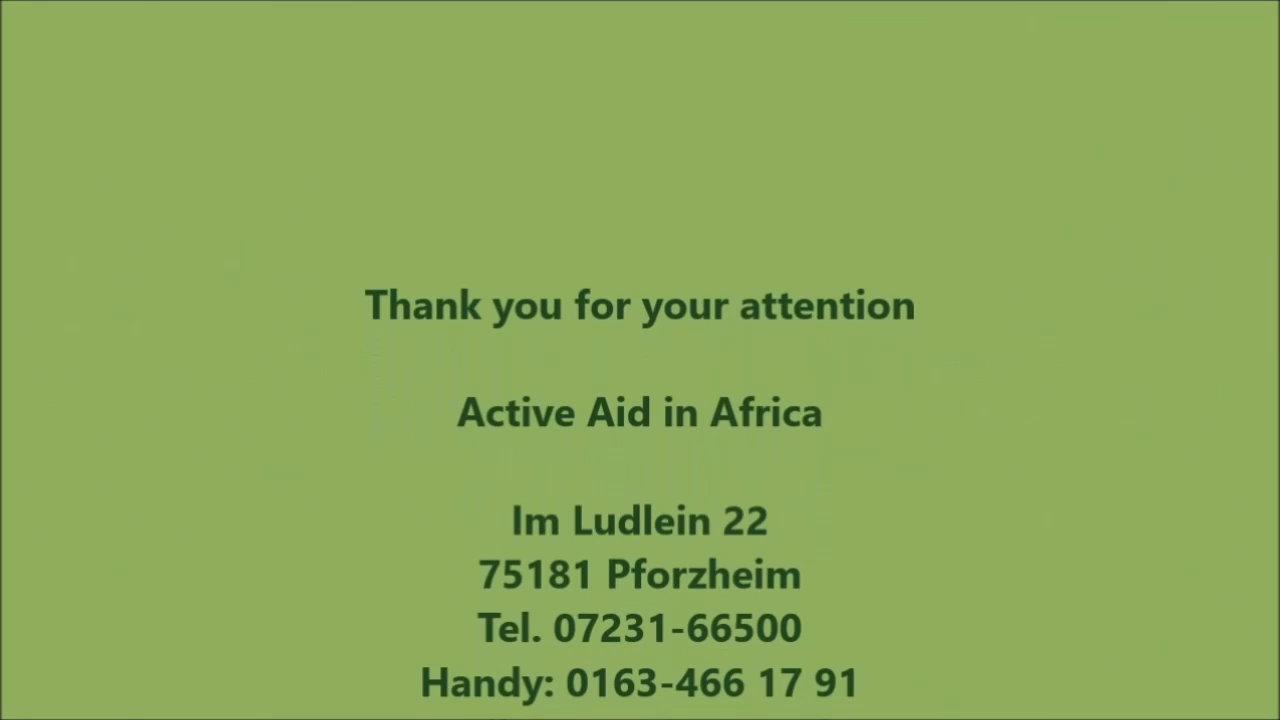 Thank you for your attention
Active Aid in Africa
Im Ludlein 22
75181 Pforzheim
Tel. 07231-66500
Handy: 0163-466 17 91